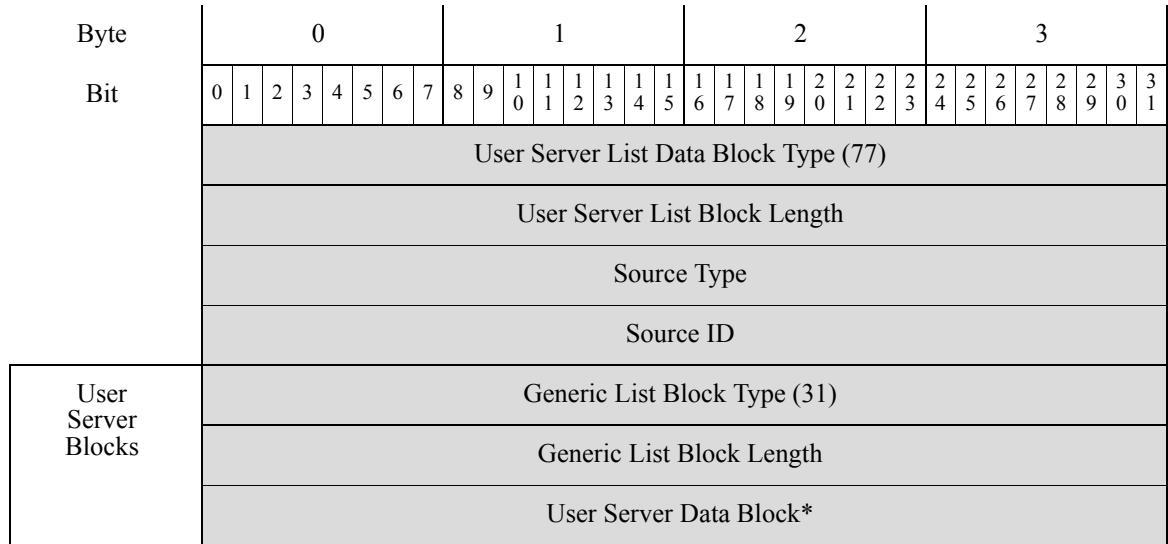 Byte 0 1 2 3
Bit 0 1 2 3 4 5 6 7 8 9 10 11 12 13 14 15 16 17 18 19 20 21 22 23 24 25 26 27 28 29 30 31
User Server List Data Block Type (77)
User Server List Block Length
Source Type
Source ID
User
Server
Blocks
Generic List Block Type (31)
Generic List Block Length
User Server Data Block*